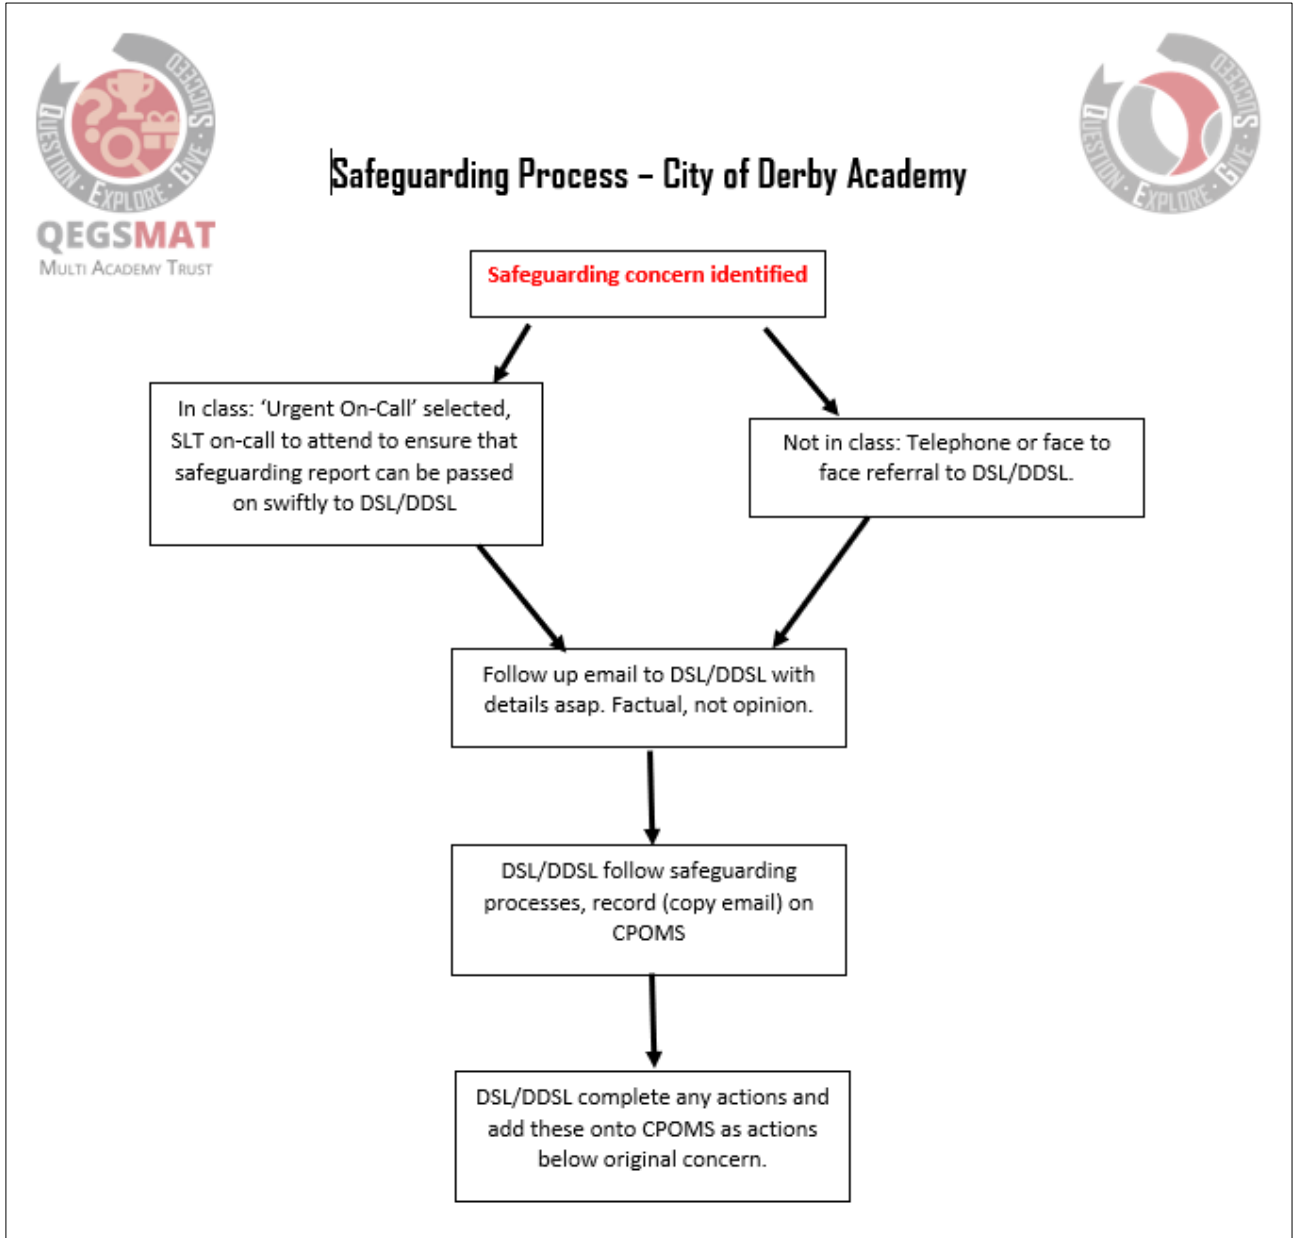 QUESTION · EXPLORE · GIVE · SUCCEED
QEGSMAT
MULTI ACADEMY TRUST
QUESTION · EXPLORE · GIVE · SUCCEED
Safeguarding Process – City of Derby Academy
Safeguarding concern identified
In class: ‘Urgent On-Call’ selected,
SLT on-call to attend to ensure that
safeguarding report can be passed
on swiftly to DSL/DDSL
Not in class: Telephone or face to
face referral to DSL/DDSL.
Follow up email to DSL/DDSL with
details asap. Factual, not opinion.
DSL/DDSL follow safeguarding
processes, record (copy email) on
CPOMS
DSL/DDSL complete any actions and
add these onto CPOMS as actions
below original concern.